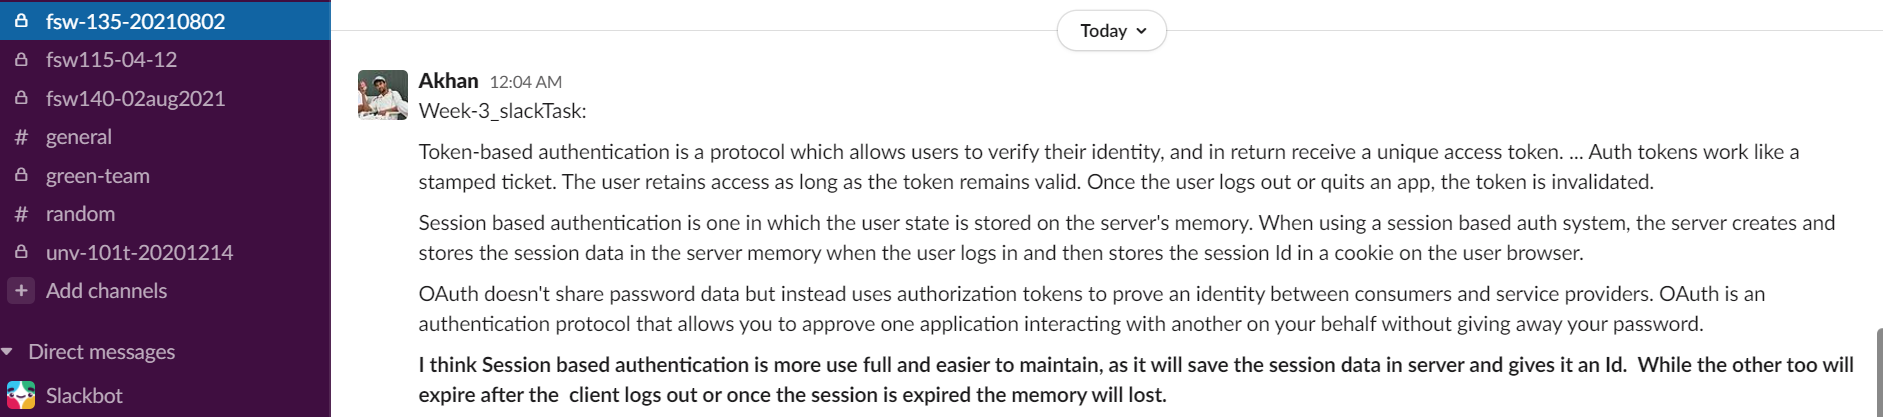 fsw-135-20210802
fsw115-04-12
fsw140-02aug2021
# general
green-team
# random
unv-101t-20201214
+ Add channels
Direct messages
Slackbot
Today
Akhan 12:04 AM
Week-3_slackTask:
Token-based authentication is a protocol which allows users to verify their identity, and in return receive a unique access token. ... Auth tokens work like a
stamped ticket. The user retains access as long as the token remains valid. Once the user logs out or quits an app, the token is invalidated.
Session based authentication is one in which the user state is stored on the server's memory. When using a session based auth system, the server creates and
stores the session data in the server memory when the user logs in and then stores the session Id in a cookie on the user browser.
OAuth doesn't share password data but instead uses authorization tokens to prove an identity between consumers and service providers. OAuth is an
authentication protocol that allows you to approve one application interacting with another on your behalf without giving away your password.
I think Session based authentication is more use full and easier to maintain, as it will save the session data in server and gives it an Id.  While the other too will
expire after the  client logs out or once the session is expired the memory will lost.